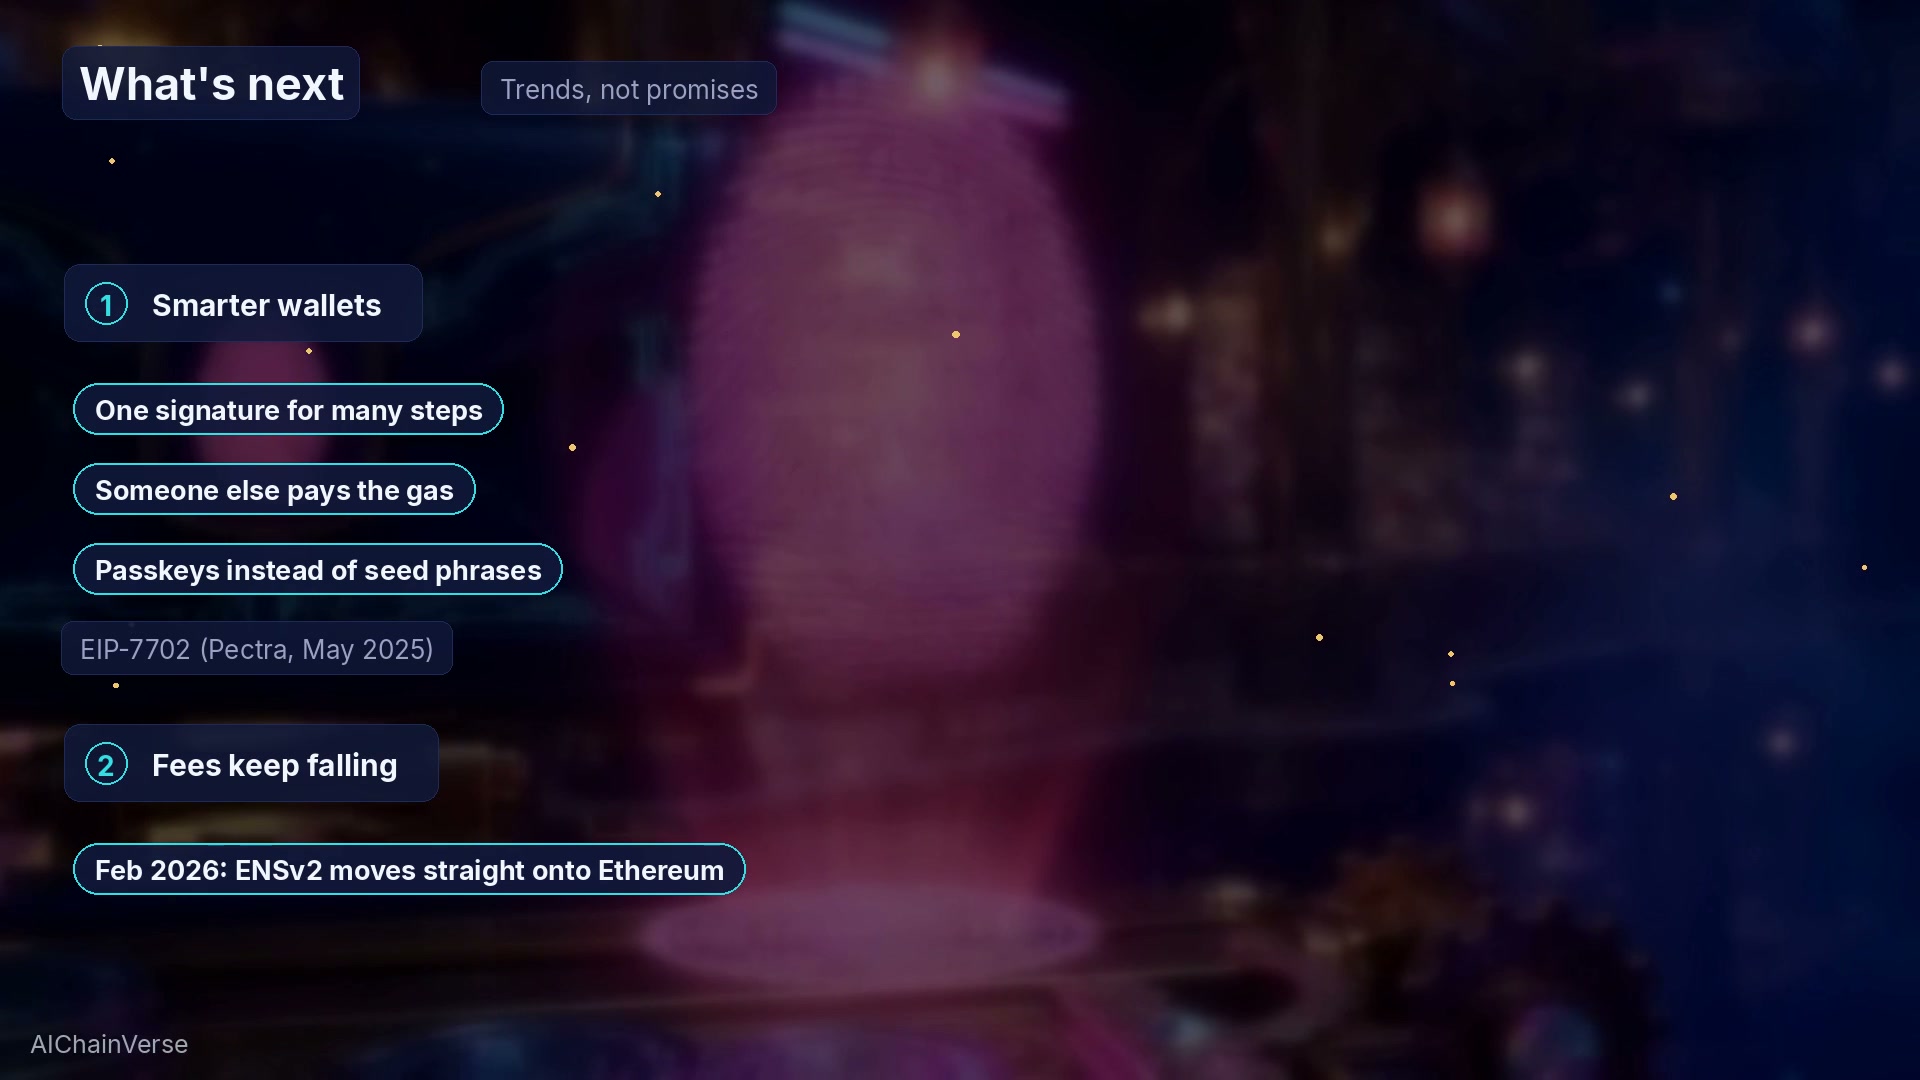 What's next
Trends, not promises
1 Smarter wallets
One signature for many steps
Someone else pays the gas
Passkeys instead of seed phrases
EIP-7702 (Pectra, May 2025)
2 Fees keep falling
Feb 2026: ENSv2 moves straight onto Ethereum
AIChainVerse